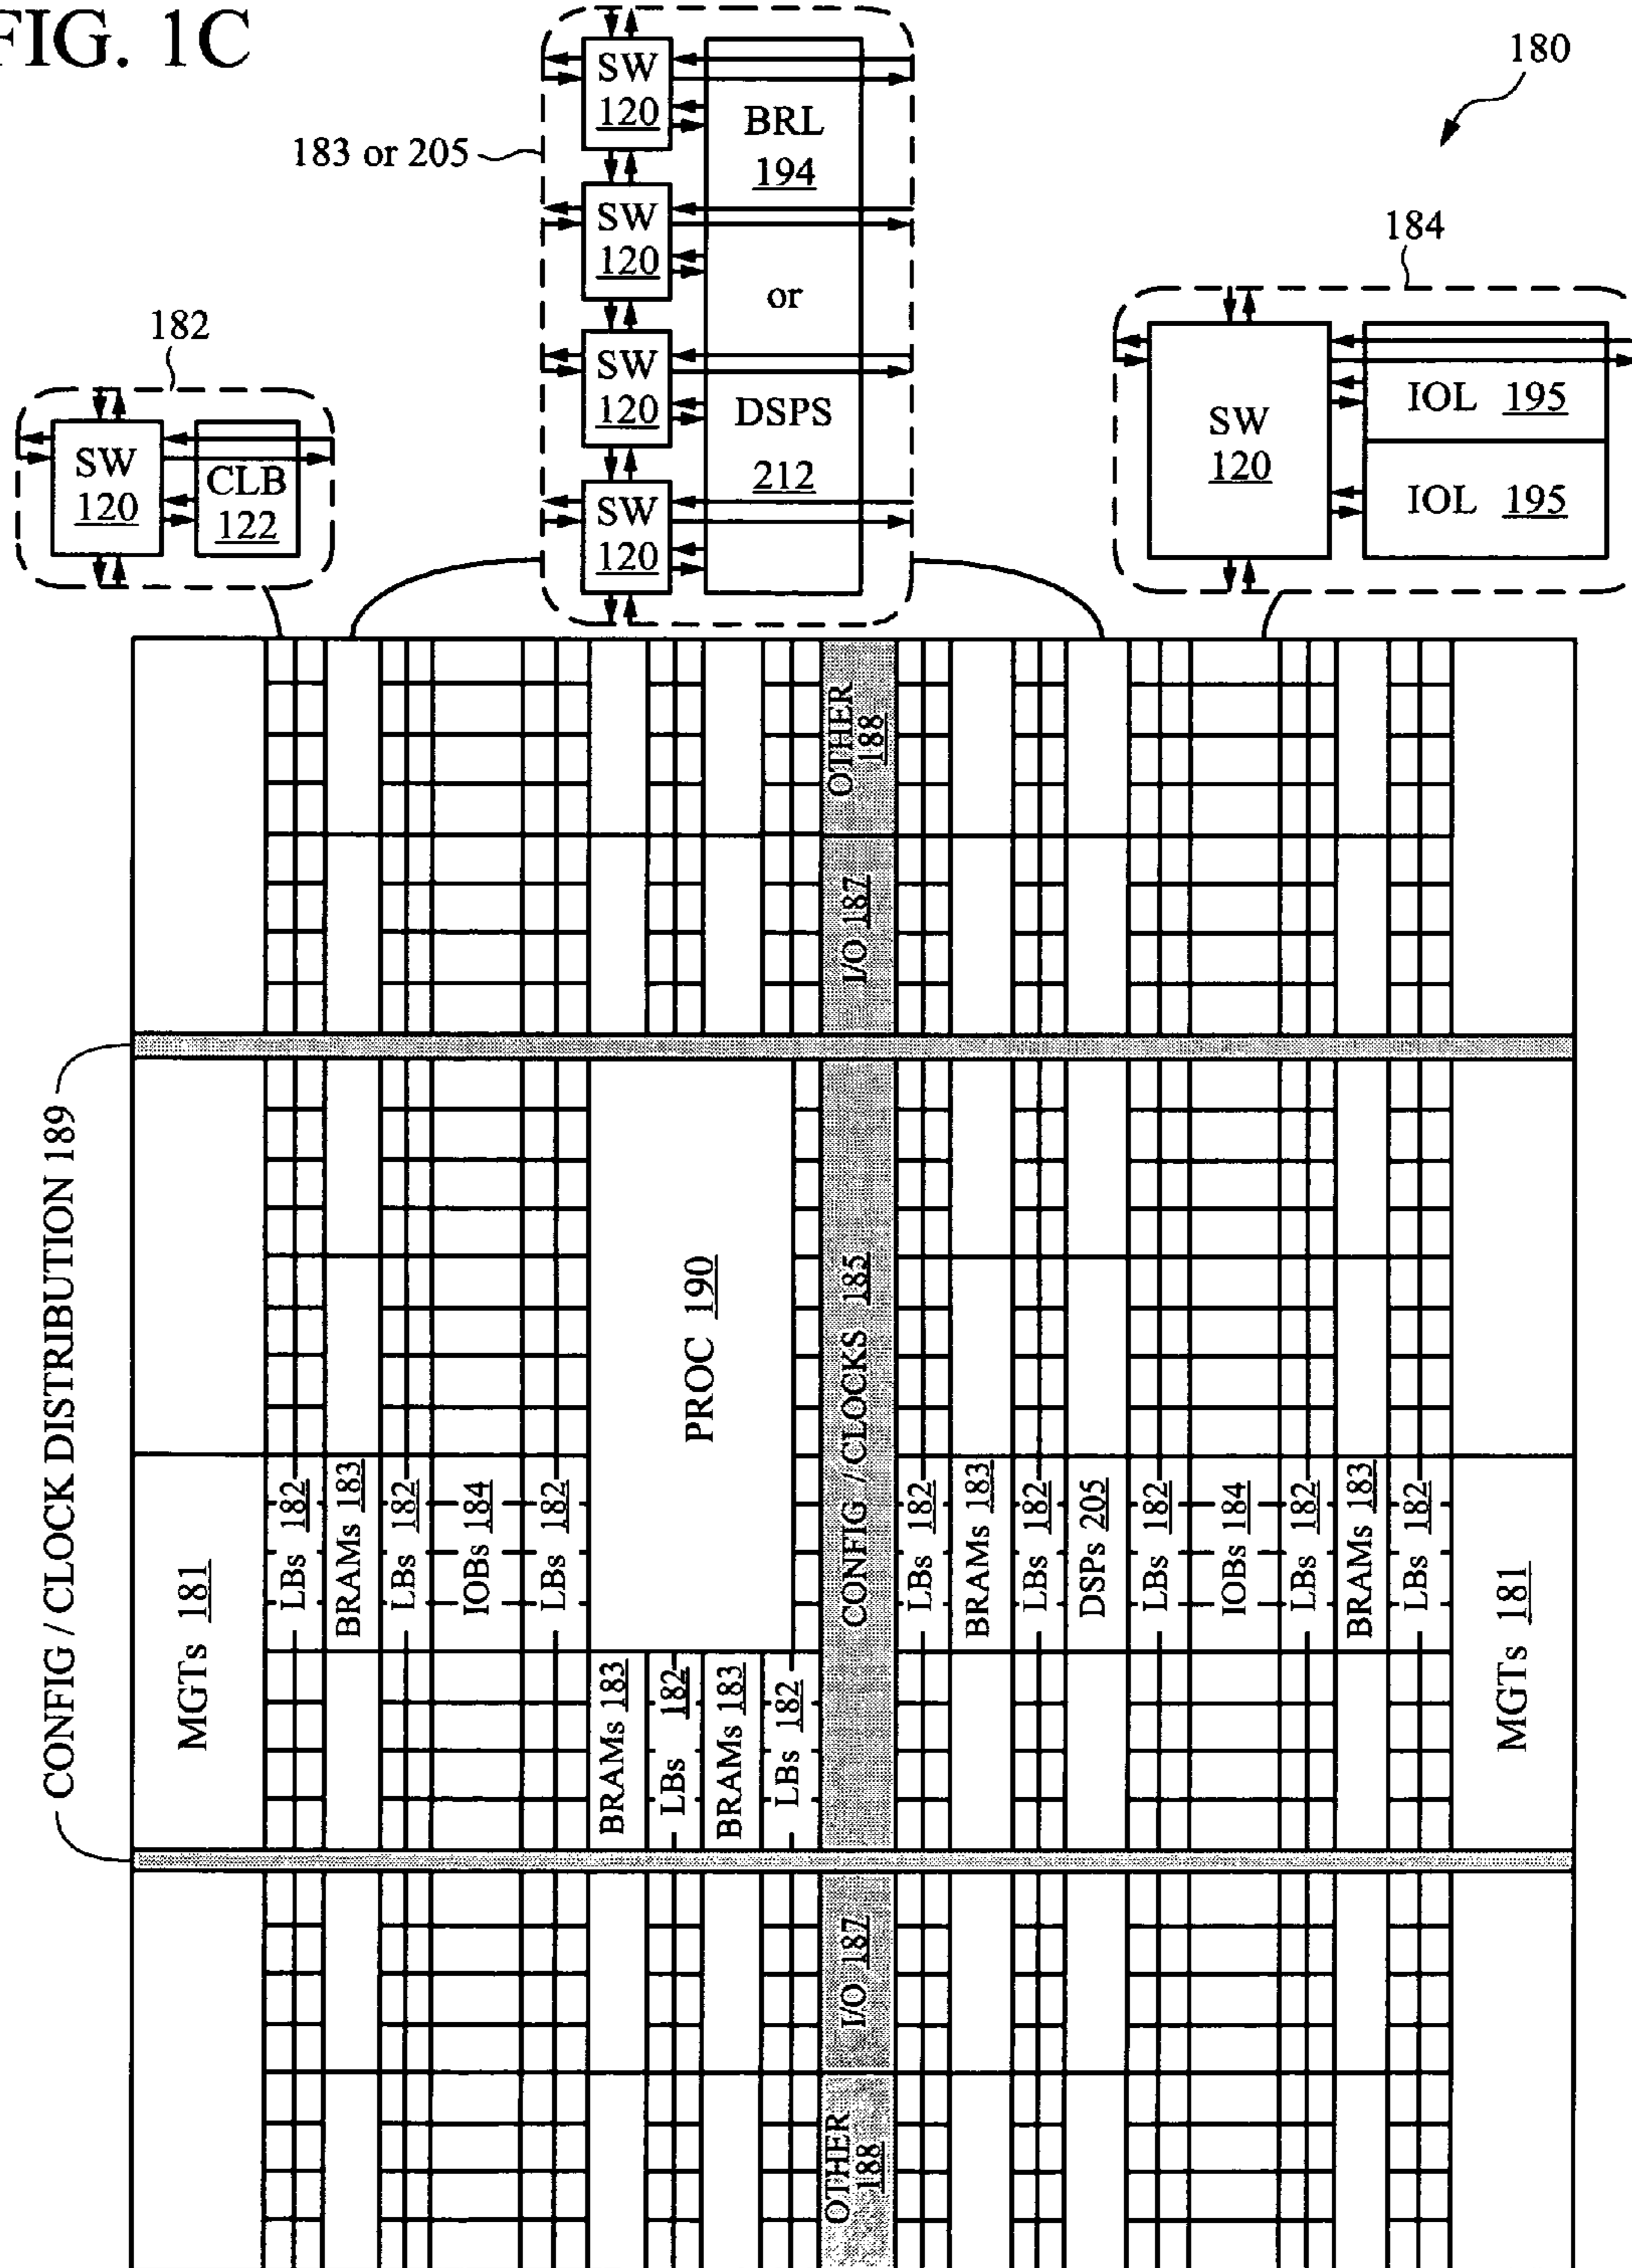 FIG. 1C
180
183 or 205
SW
120
SW
120
SW
120
SW
120
BRL
194
or
DSPS
212
184
SW
120
IOL 195
IOL 195
182
SW
120
CLB
122
OTHER
188
I/O 187
CONFIG / CLOCK DISTRIBUTION 189
PROC 190
CONFIG / CLOCKS 185
MGTs 181
LBs 182
BRAMs 183
LBs 182
IOBs 184
LBs 182
BRAMs 183
LBs 182
BRAMs 183
LBs 182
LBs 182
BRAMs 183
LBs 182
DSPs 205
LBs 182
IOBs 184
LBs 182
BRAMs 183
LBs 182
MGTs 181
I/O 187
OTHER
188